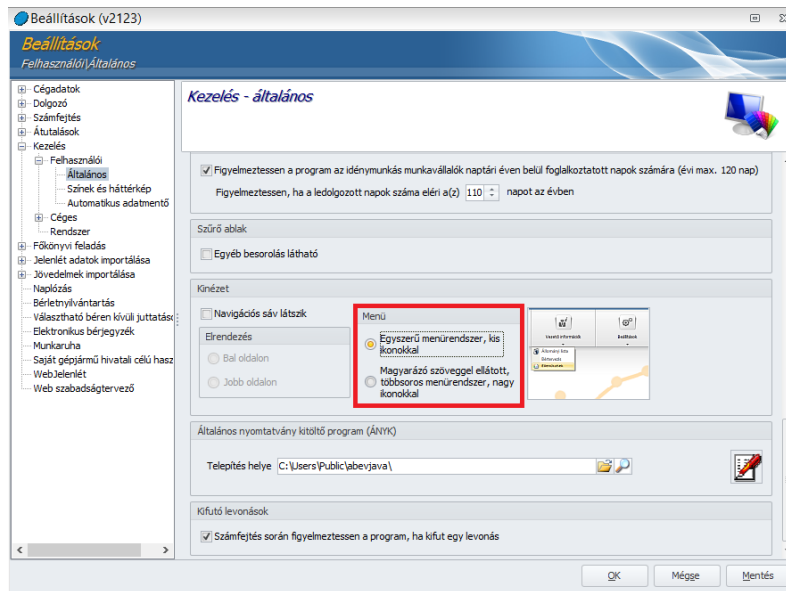 Beállítások (v2123)
Beállítások
Felhasználói\Általános
Cégadatok
Dolgozó
Számfejtés
Átutalások
Kezelés
Felhasználói
Általános
Színek és háttérkép
Automatikus adatmentő
Céges
Rendszer
Főkönyvi feladás
Jelenlét adatok importálása
Jövedelmek importálása
Naplózás
Bérletnyilvántartás
Választható béren kívüli juttatáso
Elektronikus bérjegyzék
Munkaruha
Saját gépjármű hivatali célú hasz
WebJelenlét
Web szabadságtervező
Kezelés - általános
Figyelmeztessen a program az idénymunkás munkavállalók naptári éven belül foglalkoztatott napok számára (évi max. 120 nap)
Figyelmeztessen, ha a ledolgozott napok száma eléri a(z) 110 napot az évben
Szűrő ablak
Egyéb besorolás látható
Kinézet
Navigációs sáv látszik
Elrendezés
Bal oldalon
Jobb oldalon
Menü
Egyszerű menürendszer, kis
ikonokkal
Magyarázó szöveggel ellátott,
többsoros menürendszer, nagy
ikonokkal
Vezetői információk
Beállítások
Állomány lista
Általános nyomtatvány kitöltő program (ÁNYK)
Telepítés helye C:\Users\Public\abevjava\
Kifutó levonások
Számfejtés során figyelmeztessen a program, ha kifut egy levonás
OK
Mégse
Mentés